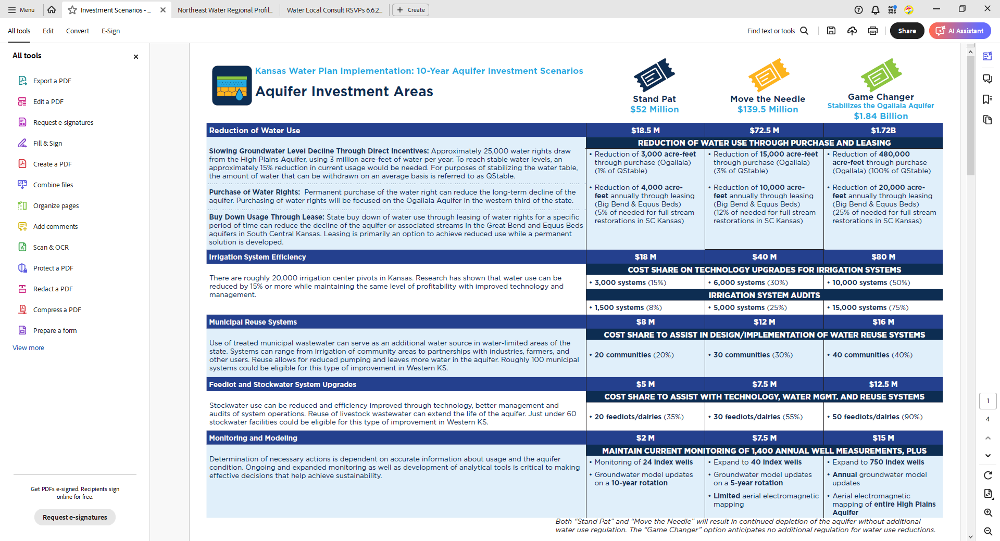 Menu
Investment Scenarios - ...
Northeast Water Regional Profil...
Water Local Consult RSVPs 6.6.2...
Create
All tools
Edit
Convert
E-Sign
Find text or tools
Share
AI Assistant
All tools
Export a PDF
Edit a PDF
Request e-signatures
Fill & Sign
Create a PDF
Combine files
Organize pages
Add comments
Scan & OCR
Protect a PDF
Redact a PDF
Compress a PDF
Prepare a form
View more
Get PDFs e-signed. Recipients sign
online for free.
Request e-signatures
Kansas Water Plan Implementation: 10-Year Aquifer Investment Scenarios
Aquifer Investment Areas
Stand Pat
$52 Million
Move the Needle
$139.5 Million
Game Changer
Stabilizes the Ogallala Aquifer
$1.84 Billion
Reduction of Water Use
$18.5 M
$72.5 M
$1.72B
Slowing Groundwater Level Decline Through Direct Incentives: Approximately 25,000 water rights draw
from the High Plains Aquifer, using 3 million acre-feet of water per year. To reach stable water levels, an
approximately 15% reduction in current usage would be needed. For purposes of stabilizing the water table,
the amount of water that can be withdrawn on an average basis is referred to as QStable.
Purchase of Water Rights: Permanent purchase of the water right can reduce the long-term decline of the
aquifer. Purchasing of water rights will be focused on the Ogallala Aquifer in the western third of the state.
Buy Down Usage Through Lease: State buy down of water use through leasing of water rights for a specific
period of time can reduce the decline of the aquifer or associated streams in the Great Bend and Equus Beds
aquifers in South Central Kansas. Leasing is primarily an option to achieve reduced use while a permanent
solution is developed.
REDUCTION OF WATER USE THROUGH PURCHASE AND LEASING
• Reduction of 3,000 acre-feet
through purchase (Ogallala)
(1% of QStable)
• Reduction of 4,000 acre-
feet annually through leasing
(Big Bend & Equus Beds)
(5% of needed for full stream
restorations in SC Kansas)
• Reduction of 15,000 acre-feet
through purchase (Ogallala)
(3% of QStable)
• Reduction of 10,000 acre-
feet annually through leasing
(Big Bend & Equus Beds)
(12% of needed for full stream
restorations in SC Kansas)
• Reduction of 480,000
acre-feet through purchase
(Ogallala) (100% of QStable)
• Reduction of 20,000 acre-
feet annually through leasing
(Big Bend & Equus Beds)
(25% of needed for full stream
restorations in SC Kansas)
Irrigation System Efficiency
$18 M
$40 M
$80 M
There are roughly 20,000 irrigation center pivots in Kansas. Research has shown that water use can be
reduced by 15% or more while maintaining the same level of profitability with improved technology and
management.
COST SHARE ON TECHNOLOGY UPGRADES FOR IRRIGATION SYSTEMS
• 3,000 systems (15%)
• 6,000 systems (30%)
• 10,000 systems (50%)
IRRIGATION SYSTEM AUDITS
• 1,500 systems (8%)
• 5,000 systems (25%)
• 15,000 systems (75%)
Municipal Reuse Systems
$8 M
$12 M
$16 M
Use of treated municipal wastewater can serve as an additional water source in water-limited areas of the
state. Systems can range from irrigation of community areas to partnerships with industries, farmers, and
other users. Reuse allows for reduced pumping and leaves more water in the aquifer. Roughly 100 municipal
systems could be eligible for this type of improvement in Western KS.
COST SHARE TO ASSIST IN DESIGN/IMPLEMENTATION OF WATER REUSE SYSTEMS
• 20 communities (20%)
• 30 communities (30%)
• 40 communities (40%)
Feedlot and Stockwater System Upgrades
$5 M
$7.5 M
$12.5 M
Stockwater use can be reduced and efficiency improved through technology, better management and
audits of system operations. Reuse of livestock wastewater can extend the life of the aquifer. Just under 60
stockwater facilities could be eligible for this type of improvement in Western KS.
COST SHARE TO ASSIST WITH TECHNOLOGY, WATER MGMT. AND REUSE SYSTEMS
• 20 feedlots/dairies (35%)
• 30 feedlots/dairies (55%)
• 50 feedlots/dairies (90%)
Monitoring and Modeling
$2 M
$7.5 M
$15 M
Determination of necessary actions is dependent on accurate information about usage and the aquifer
condition. Ongoing and expanded monitoring as well as development of analytical tools is critical to making
effective decisions that help achieve sustainability.
MAINTAIN CURRENT MONITORING OF 1,400 ANNUAL WELL MEASUREMENTS, PLUS
• Monitoring of 24 index wells
• Groundwater model updates
on a 10-year rotation
• Expand to 40 index wells
• Groundwater model updates
on a 5-year rotation
• Limited aerial electromagnetic
mapping
• Expand to 750 index wells
• Annual groundwater model
updates
• Aerial electromagnetic
mapping of entire High Plains
Aquifer
Both “Stand Pat” and “Move the Needle” will result in continued depletion of the aquifer without additional
water use regulation. The “Game Changer” option anticipates no additional regulation for water use reductions.
1
4